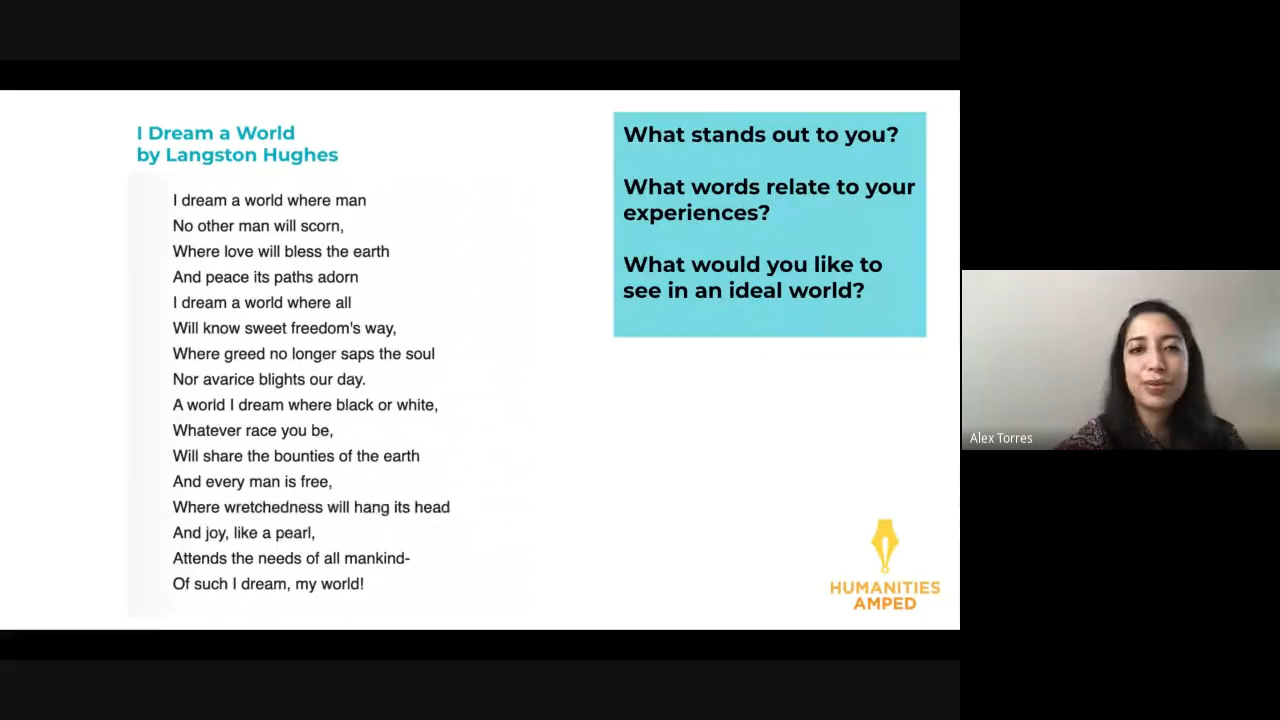 I Dream a World
by Langston Hughes
I dream a world where man
No other man will scorn,
Where love will bless the earth
And peace its paths adorn
I dream a world where all
Will know sweet freedom's way,
Where greed no longer saps the soul
Nor avarice blights our day.
A world I dream where black or white,
Whatever race you be,
Will share the bounties of the earth
And every man is free,
Where wretchedness will hang its head
And joy, like a pearl,
Attends the needs of all mankind-
Of such I dream, my world!
What stands out to you?
What words relate to your
experiences?
What would you like to
see in an ideal world?
HUMANITIES
AMPED
Alex Torres